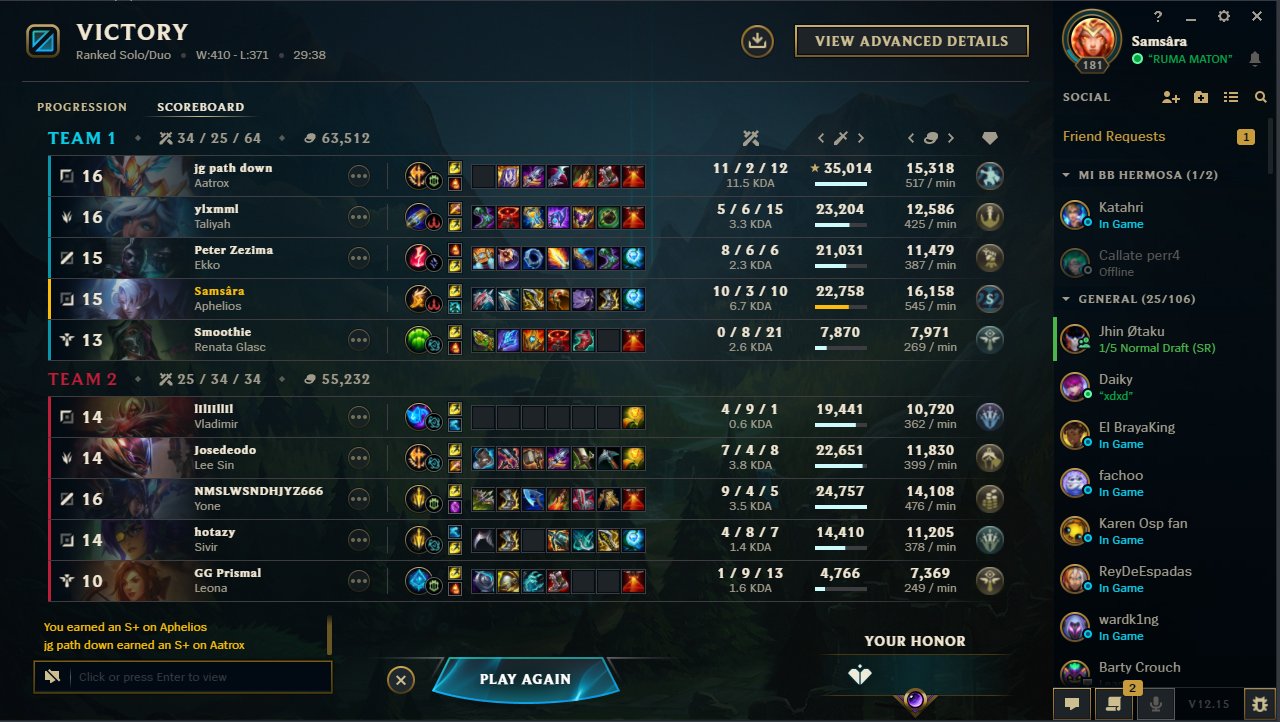 VICTORY
Ranked Solo/Duo • W:410 - L:371 • 29:38
VIEW ADVANCED DETAILS
PROGRESSION SCOREBOARD
TEAM 1 34 / 25 / 64 63,512
16 jg path down 11 / 2 / 12 35,014 15,318
Aatrox 11.5 KDA 517 / min
16 ylxmml 5 / 6 / 15 23,204 12,586
Taliyah 3.3 KDA 425 / min
15 Peter Zezima 8 / 6 / 6 21,031 11,479
Ekko 2.3 KDA 387 / min
15 Samsâra 10 / 3 / 10 22,758 16,158
Aphelios 6.7 KDA 545 / min
13 Smoothie 0 / 8 / 21 7,870 7,971
Renata Glasc 2.6 KDA 269 / min
TEAM 2 25 / 34 / 34 55,232
14 4 / 9 / 1 19,441 10,720
Vladimir 0.6 KDA 362 / min
14 Josedeodo 7 / 4 / 8 22,651 11,830
Lee Sin 3.8 KDA 399 / min
16 NMSLWSNDHJYZ666 9 / 4 / 5 24,757 14,108
Yone 3.5 KDA 476 / min
14 hotazy 4 / 8 / 7 14,410 11,205
Sivir 1.4 KDA 378 / min
10 GG Prismal 1 / 9 / 13 4,766 7,369
Leona 1.6 KDA 249 / min
You earned an S+ on Aphelios
jg path down earned an S+ on Aatrox
Click or press Enter to view
PLAY AGAIN
YOUR HONOR
181
Samsâra
"RUMA MATON"
SOCIAL
Friend Requests 1
MI BB HERMOSA (1/2)
Katahri
In Game
Callate perr4
Offline
GENERAL (25/106)
Jhin Øtaku
1/5 Normal Draft (SR)
Daiky
"xdxd"
El BrayaKing
In Game
fachoo
In Game
Karen Osp fan
In Game
ReyDeEspadas
In Game
wardk1ng
In Game
Barty Crouch
2
V12.15